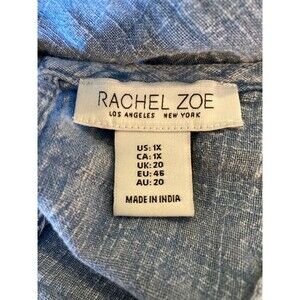 RACHEL ZOE
LOS ANGELES NEW YORK
US: 1X
CA: 1X
UK: 20
EU: 46
AU: 20
MADE IN INDIA